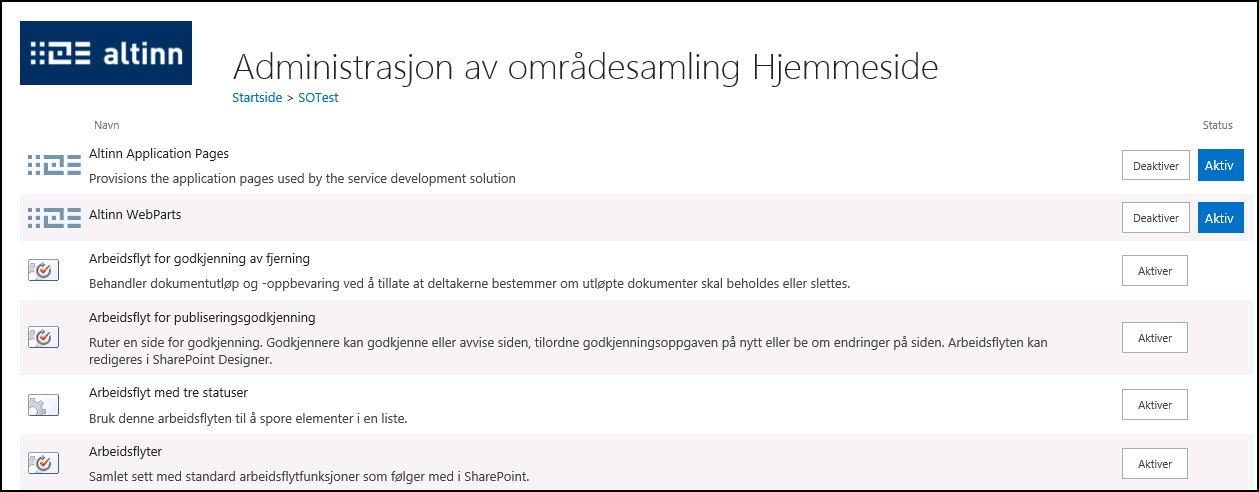 altinn
Administrasjon av områdesamling Hjemmeside
Startside > SOTest
Navn Status
Altinn Application Pages
Provisions the application pages used by the service development solution
Deaktiver Aktiv
Altinn WebParts
Deaktiver Aktiv
Arbeidsflyt for godkjenning av fjerning
Behandler dokumentutløp og -oppbevaring ved å tillate at deltakerne bestemmer om utløpte dokumenter skal beholdes eller slettes.
Aktiver
Arbeidsflyt for publiseringsgodkjenning
Ruter en side for godkjenning. Godkjennere kan godkjenne eller avvise siden, tilordne godkjenningsoppgaven på nytt eller be om endringer på siden. Arbeidsflyten kan
redigeres i SharePoint Designer.
Aktiver
Arbeidsflyt med tre statuser
Bruk denne arbeidsflyten til å spore elementer i en liste.
Aktiver
Arbeidsflyter
Samlet sett med standard arbeidsflytfunksjoner som følger med i SharePoint.
Aktiver